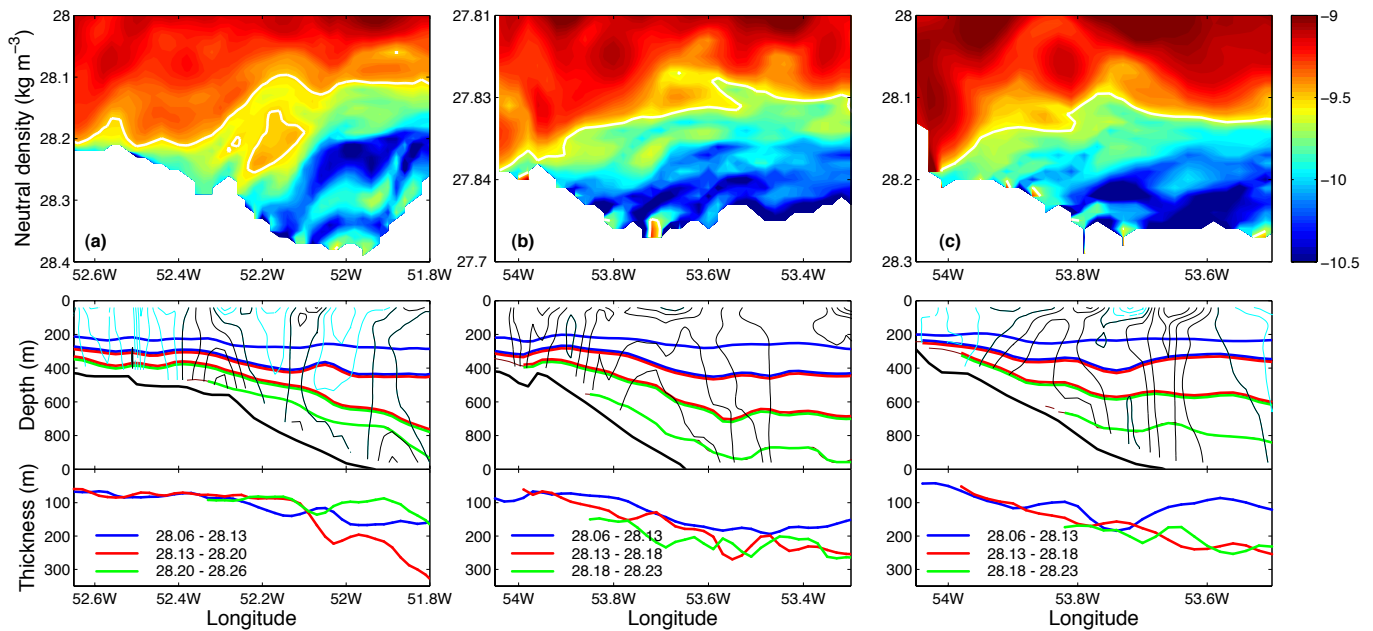 28 27.81 28 −9
28.1 27.83 28.1 −9.5
28.2 27.84 28.2 −10
28.3
28.4 27.7 28.3 −10.5
Neutral density (kg m−3)
(a) (b) (c)
52.6W 52.4W 52.2W 52W 51.8W 54W 53.8W 53.6W 53.4W 54W 53.8W 53.6W
0 0 0
200 200 200
400 400 400
600 600 600
800 800 800
0 0 0
Depth (m)
100 100 100
200 200 200
300 300 300
Thickness (m)
28.06 - 28.13 28.06 - 28.13 28.06 - 28.13
28.13 - 28.20 28.13 - 28.18 28.13 - 28.18
28.20 - 28.26 28.18 - 28.23 28.18 - 28.23
52.6W 52.4W 52.2W 52W 51.8W 54W 53.8W 53.6W 53.4W 54W 53.8W 53.6W
Longitude Longitude Longitude